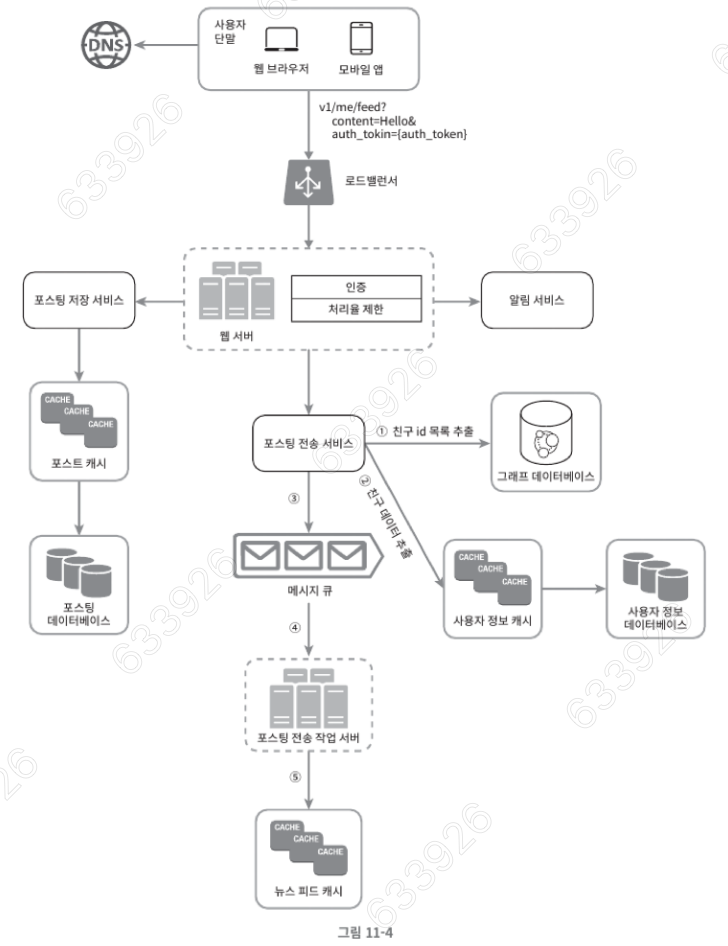 사용자
단말
DNS
웹 브라우저
모바일 앱
v1/me/feed?
content=Hello&
auth_tokin={auth_token}
로드밸런서
포스팅 저장 서비스
인증
처리율 제한
웹 서버
알림 서비스
CACHE
CACHE
CACHE
포스트 캐시
포스팅 전송 서비스
① 친구 id 목록 추출
그래프 데이터베이스
② 친구 데이터 추출
③
메시지 큐
포스팅
데이터베이스
CACHE
CACHE
CACHE
사용자 정보 캐시
사용자 정보
데이터베이스
④
포스팅 전송 작업 서버
⑤
CACHE
CACHE
CACHE
뉴스 피드 캐시
그림 11-4
633926
633926
633926
633926
633926
633926